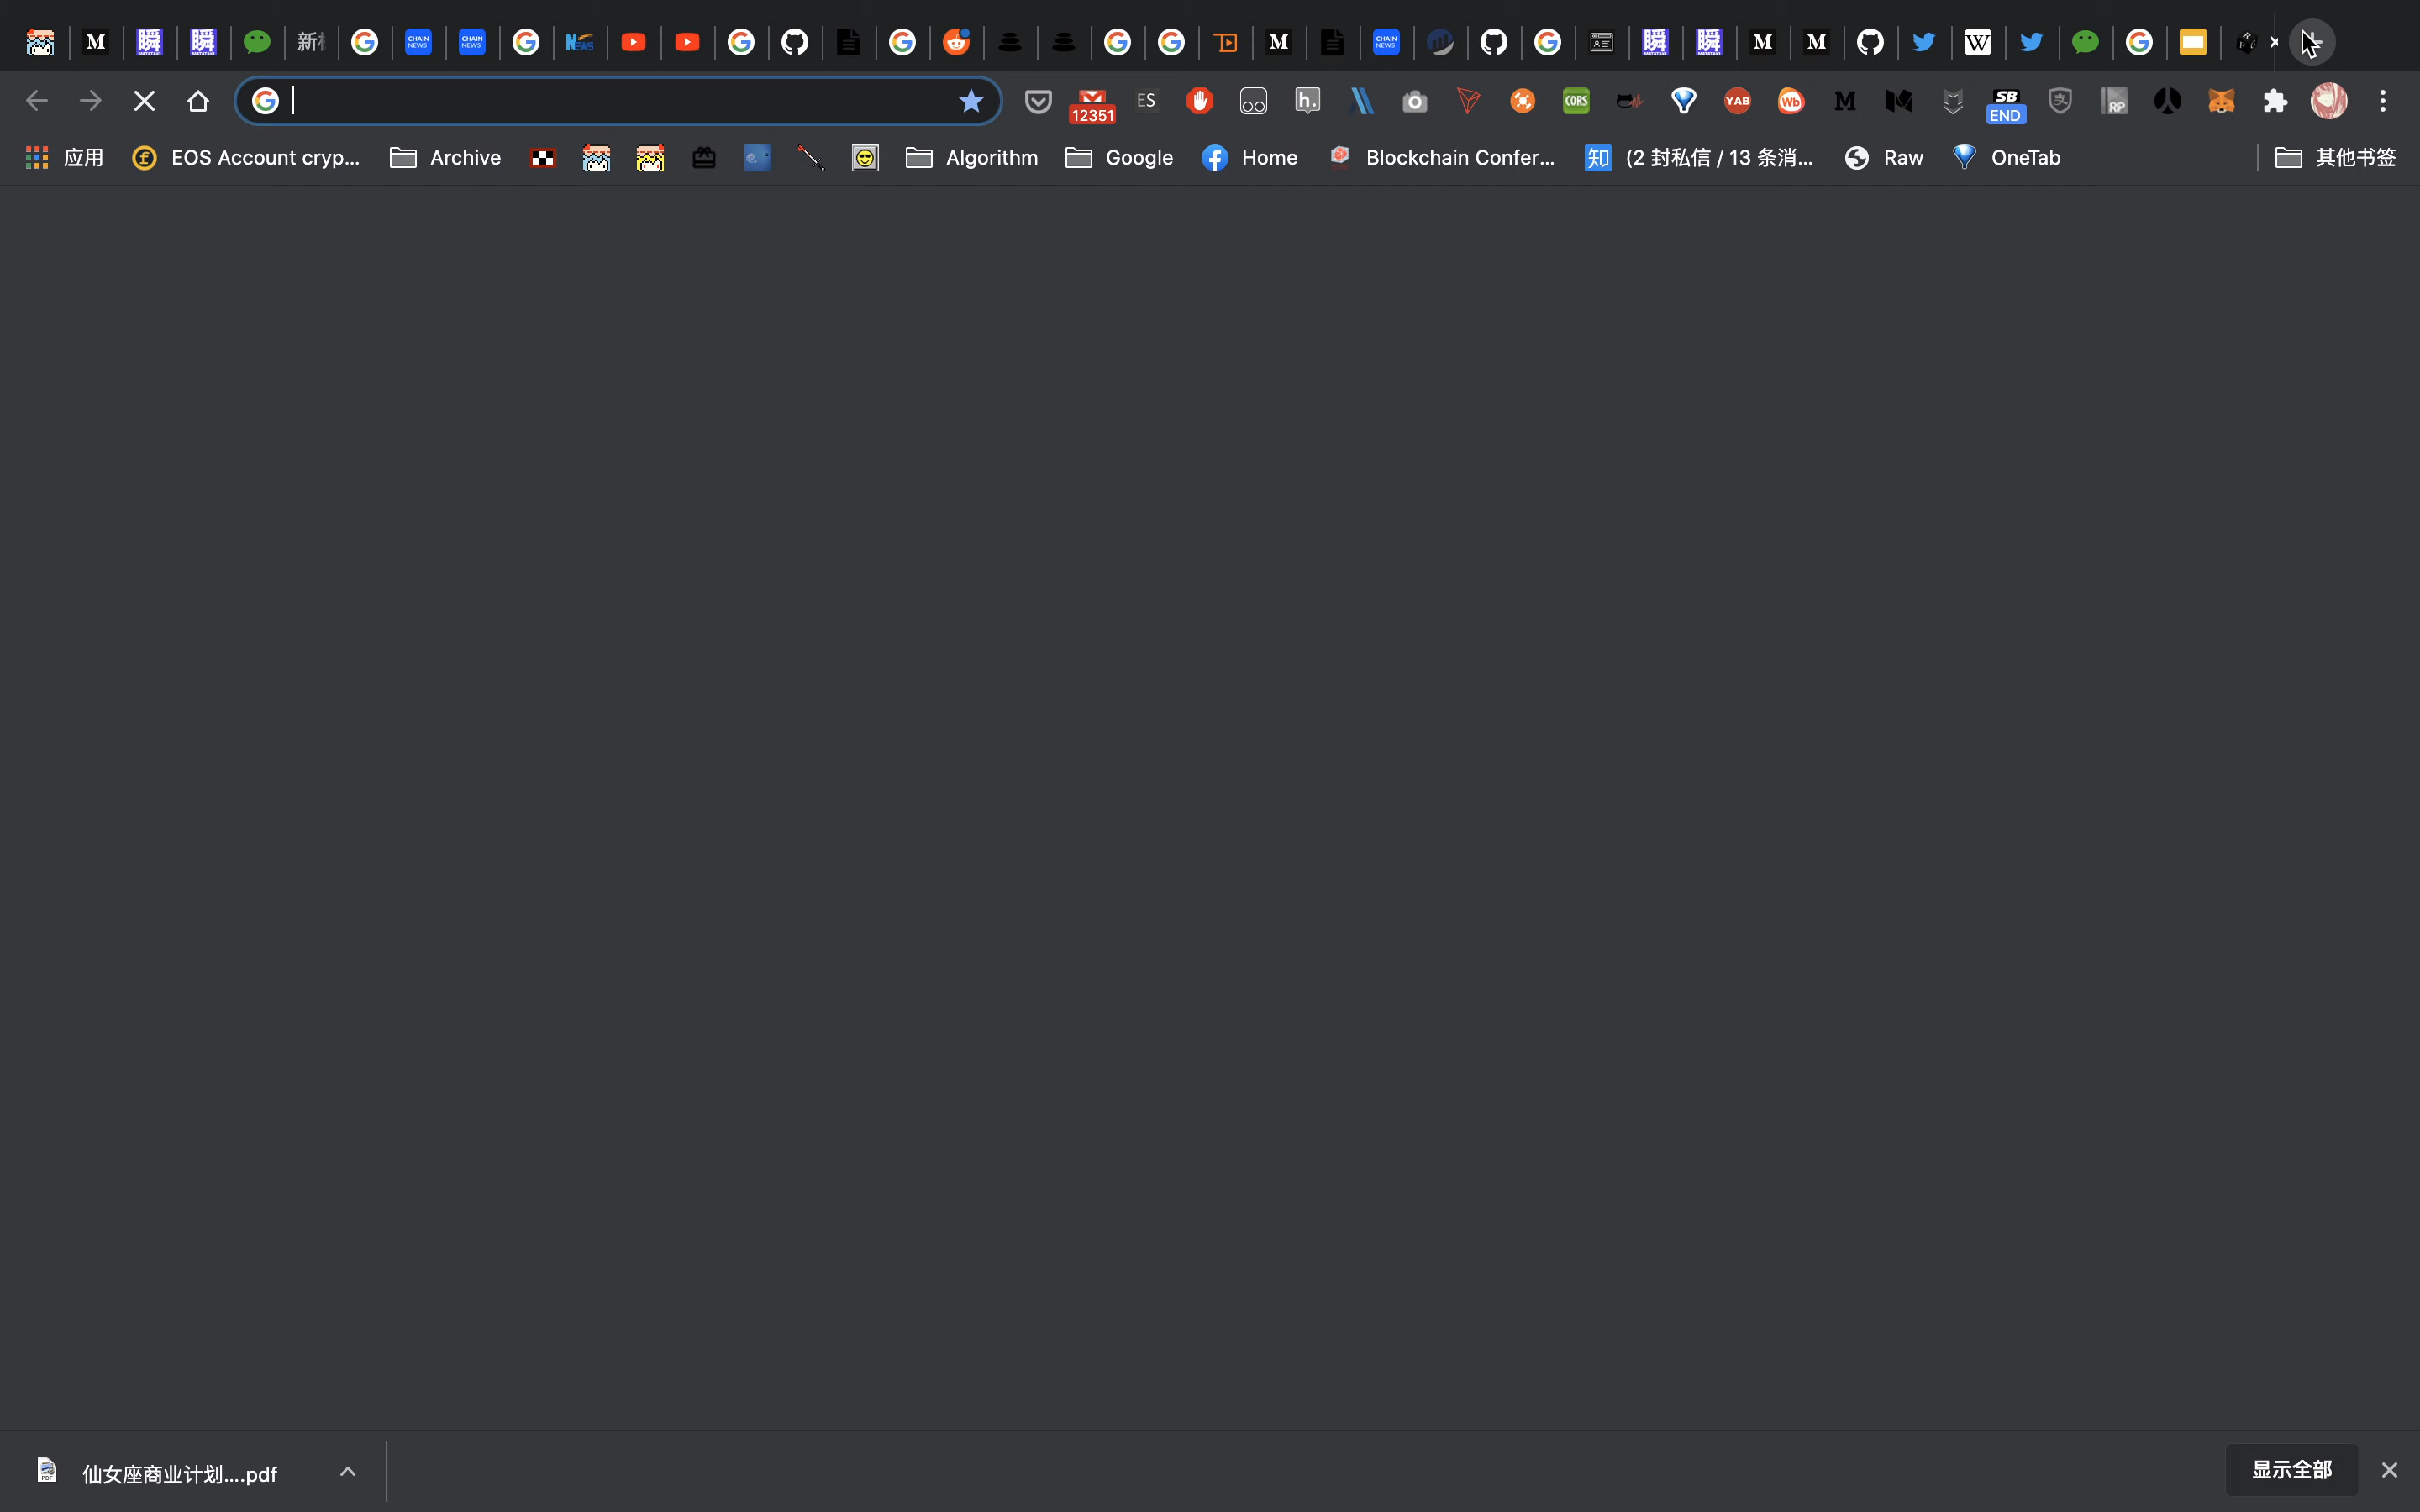 新
12351 ES h. CORS YAB Wb SB END RP
应用 EOS Account cryp... Archive Algorithm Google Home Blockchain Confer... 知 (2 封私信 / 13 条消... Raw OneTab 其他书签
仙女座商业计划....pdf 显示全部